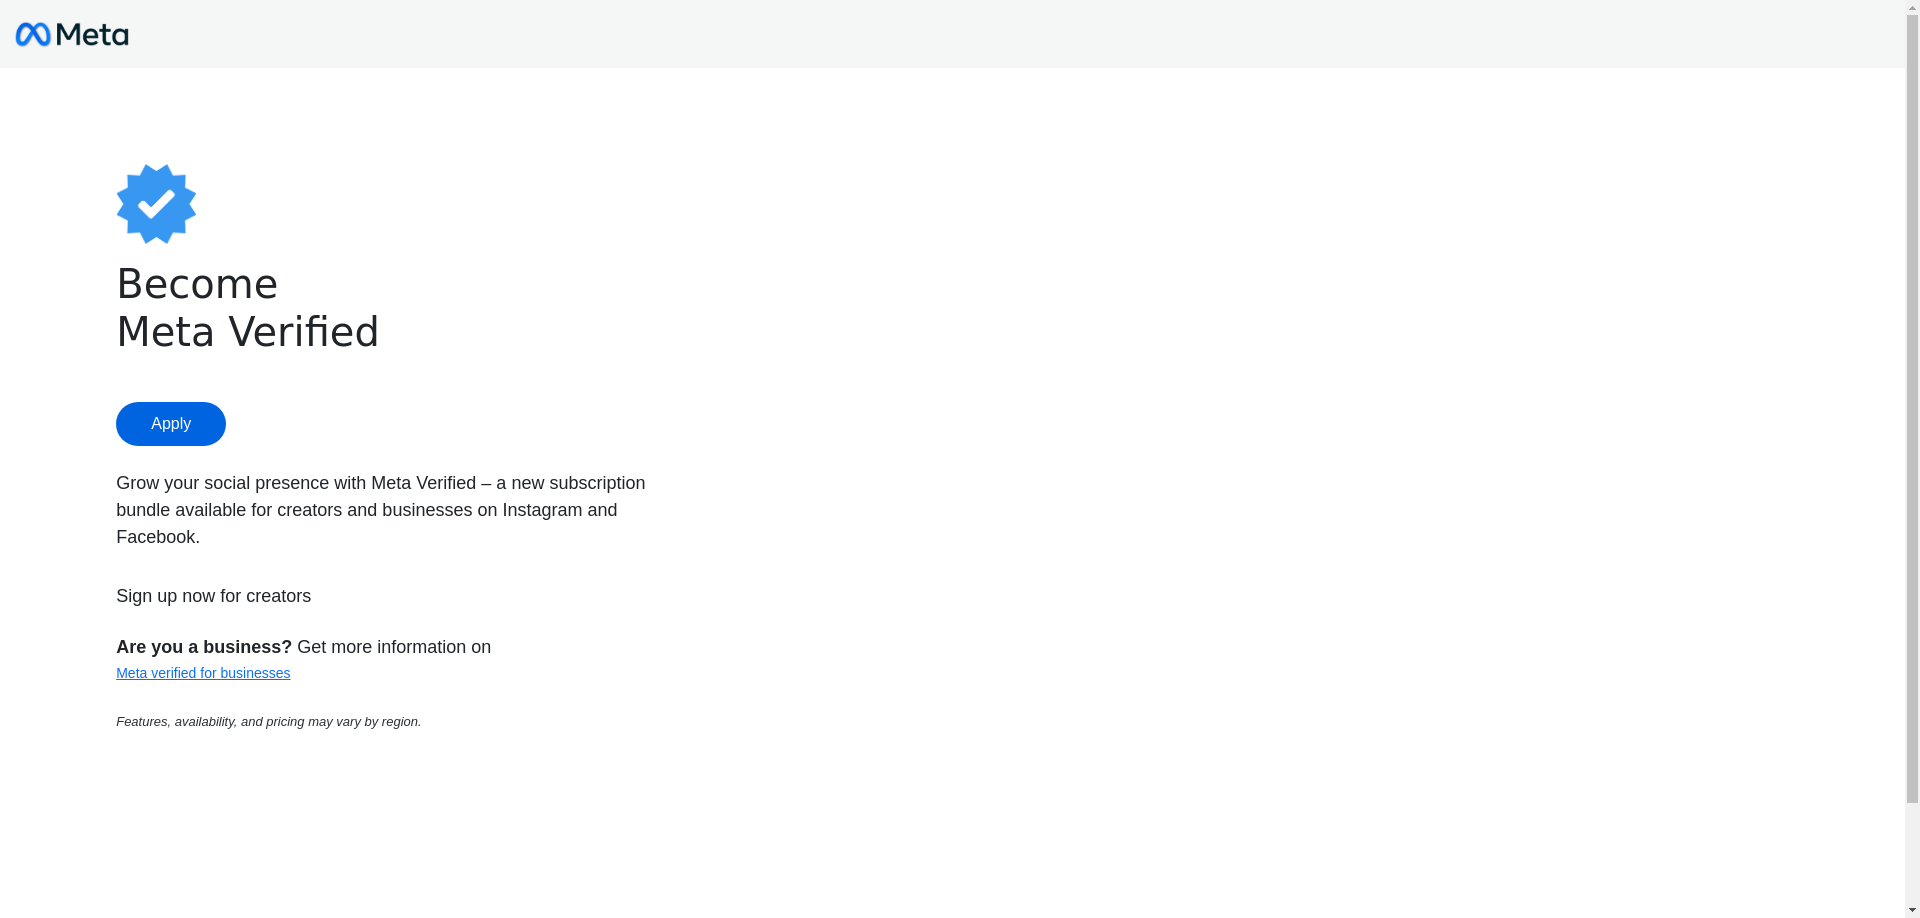 Meta
Become
Meta Verified
Apply
Grow your social presence with Meta Verified – a new subscription
bundle available for creators and businesses on Instagram and
Facebook.
Sign up now for creators
Are you a business? Get more information on
Meta verified for businesses
Features, availability, and pricing may vary by region.